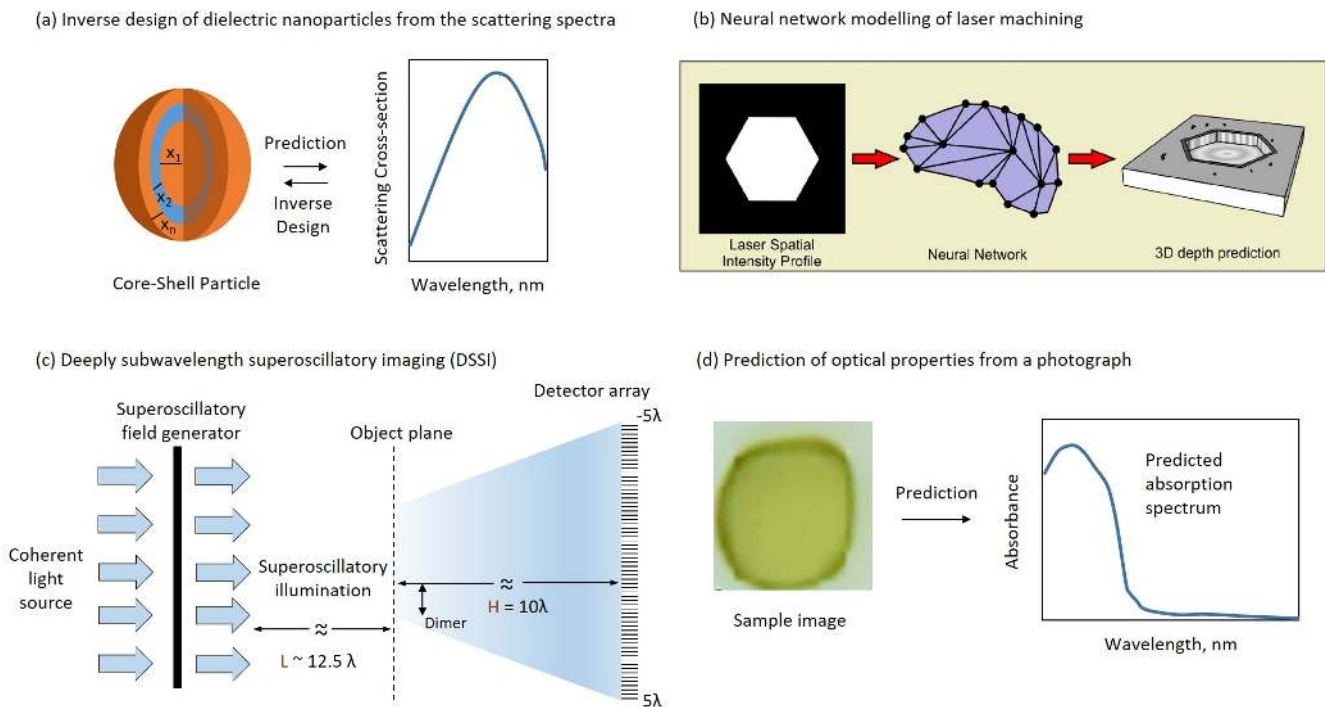 (a) Inverse design of dielectric nanoparticles from the scattering spectra
x1
x2
xn
Core-Shell Particle
Prediction
Inverse
Design
Scattering Cross-section
Wavelength, nm
(b) Neural network modelling of laser machining
Laser Spatial
Intensity Profile
Neural Network
3D depth prediction
(c) Deeply subwavelength superoscillatory imaging (DSSI)
Superoscillatory
field generator
Object plane
Detector array
-5λ
Coherent
light
source
Superoscillatory
illumination
≈
L ~ 12.5 λ
Dimer
≈
H = 10λ
5λ
(d) Prediction of optical properties from a photograph
Sample image
Prediction
Absorbance
Predicted
absorption
spectrum
Wavelength, nm